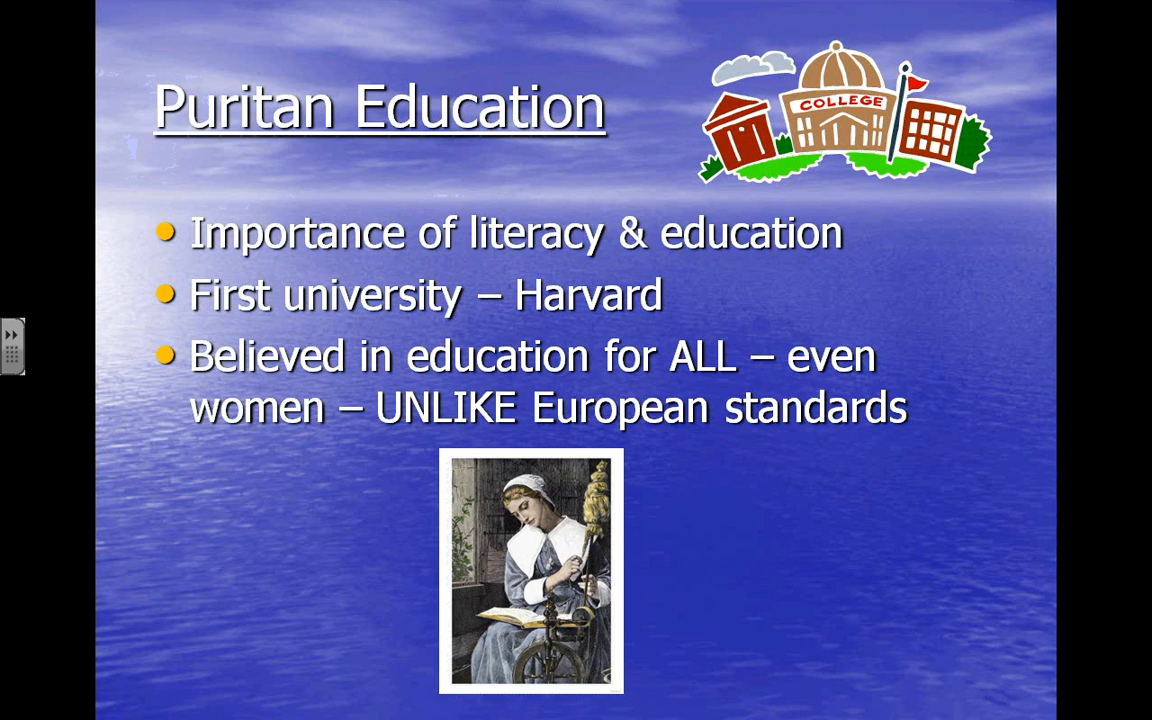 Puritan Education
COLLEGE
• Importance of literacy & education
• First university – Harvard
• Believed in education for ALL – even
women – UNLIKE European standards